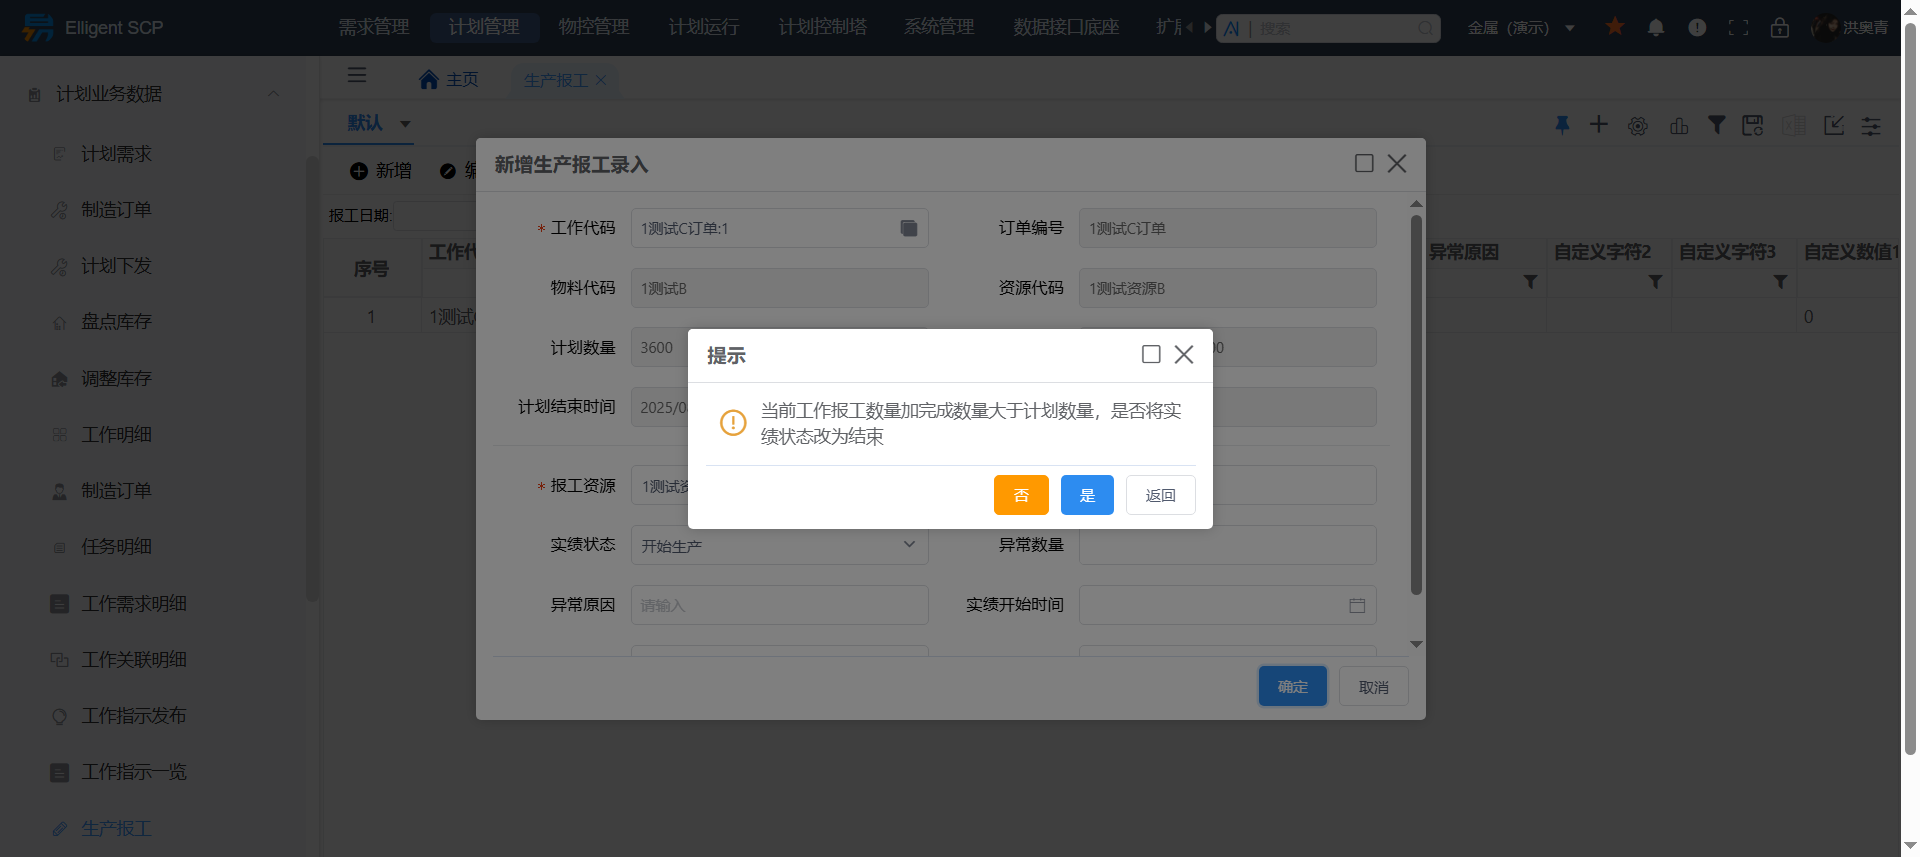 Elligent SCP
需求管理
计划管理
物控管理
计划运行
计划控制塔
系统管理
数据接口底座
搜索
金属（演示）
洪奥青
计划业务数据
主页
生产报工
默认
计划需求
制造订单
计划下发
盘点库存
调整库存
工作明细
制造订单
任务明细
工作需求明细
工作关联明细
工作指示发布
工作指示一览
生产报工
新增
报工日期:
序号
异常原因
自定义字符2
自定义字符3
自定义数值1
1
1测试
0
新增生产报工录入
* 工作代码
1测试C订单:1
订单编号
1测试C订单
物料代码
1测试B
资源代码
1测试资源B
计划数量
3600
计划结束时间
2025/0
* 报工资源
1测试资
实绩状态
开始生产
异常数量
异常原因
请输入
实绩开始时间
确定
取消
提示
当前工作报工数量加完成数量大于计划数量，是否将实
绩状态改为结束
否
是
返回